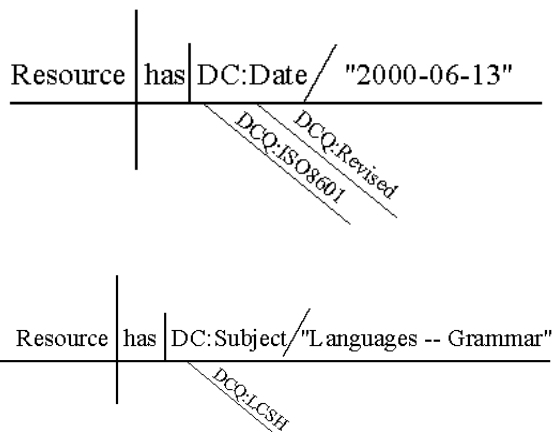 Resource has DC:Date "2000-06-13"
DCQ:ISO8601
DCQ:Revised
Resource has DC:Subject "Languages -- Grammar"
DCQ:LCSH